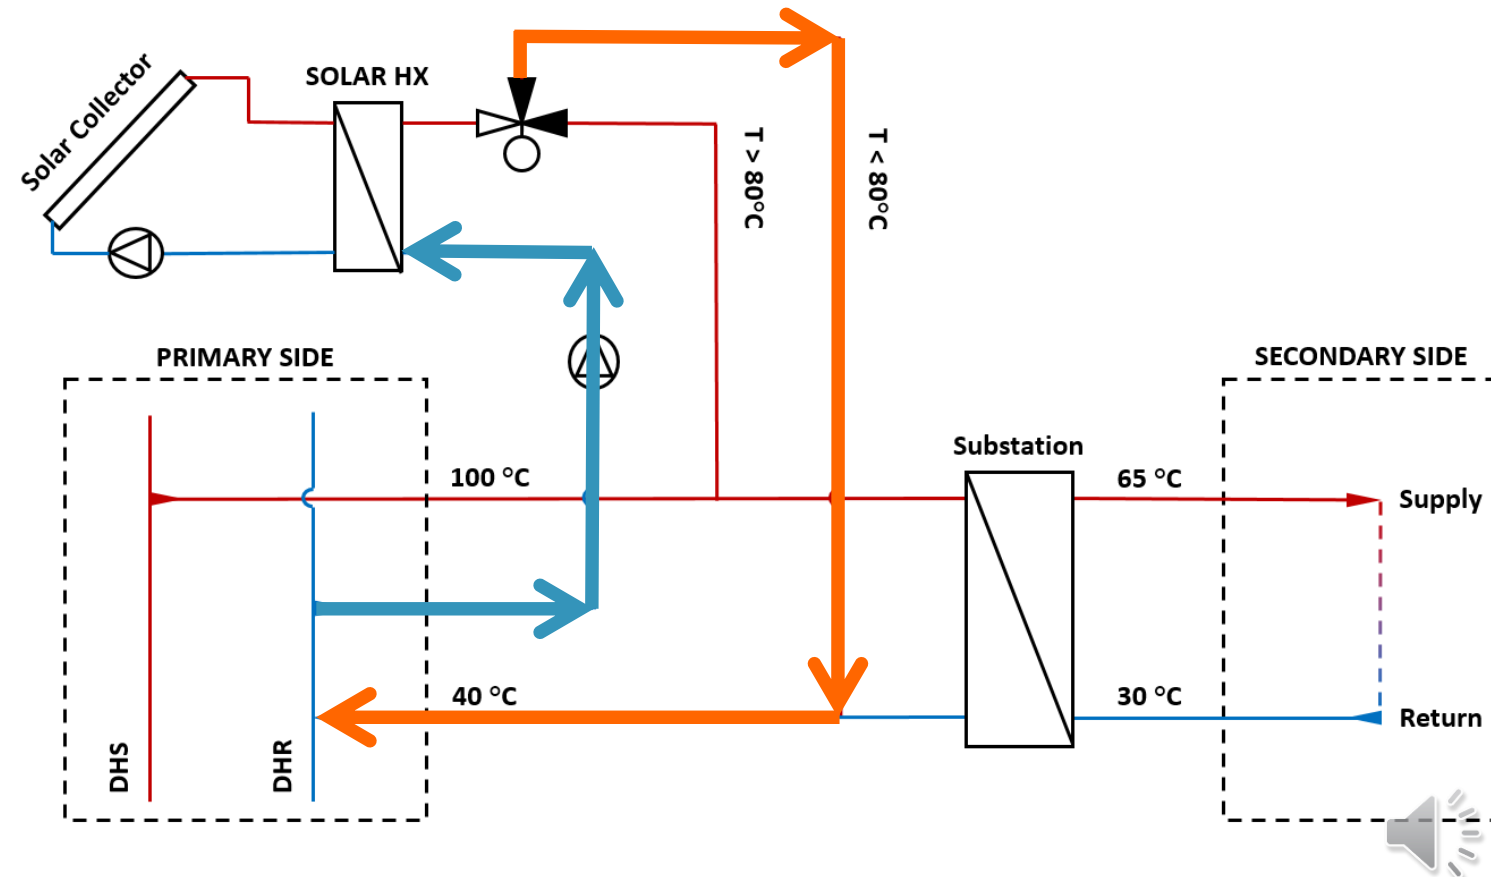 SOLAR HX
Solar Collector
T > 80°C
T < 80°C
PRIMARY SIDE
SECONDARY SIDE
Substation
100 °C
65 °C
Supply
40 °C
30 °C
Return
DHS
DHR